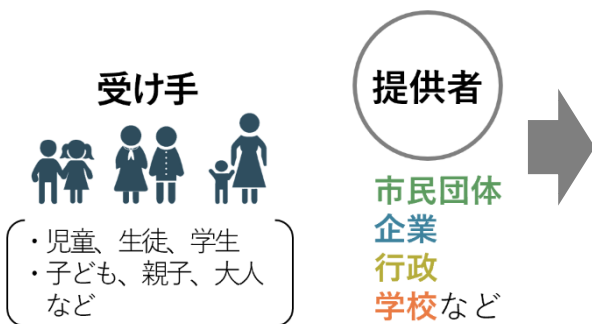 受け手
・児童、生徒、学生
・子ども、親子、大人
など
提供者
市民団体
企業
行政
学校など